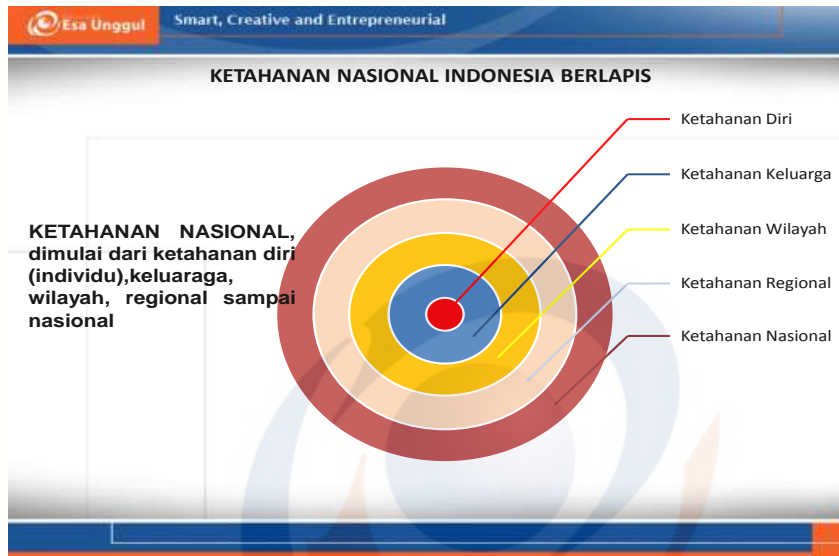 Esa Unggul
Smart, Creative and Entrepreneurial
KETAHANAN NASIONAL INDONESIA BERLAPIS
KETAHANAN NASIONAL,
dimulai dari ketahanan diri
(individu),keluaraga,
wilayah, regional sampai
nasional
Ketahanan Diri
Ketahanan Keluarga
Ketahanan Wilayah
Ketahanan Regional
Ketahanan Nasional